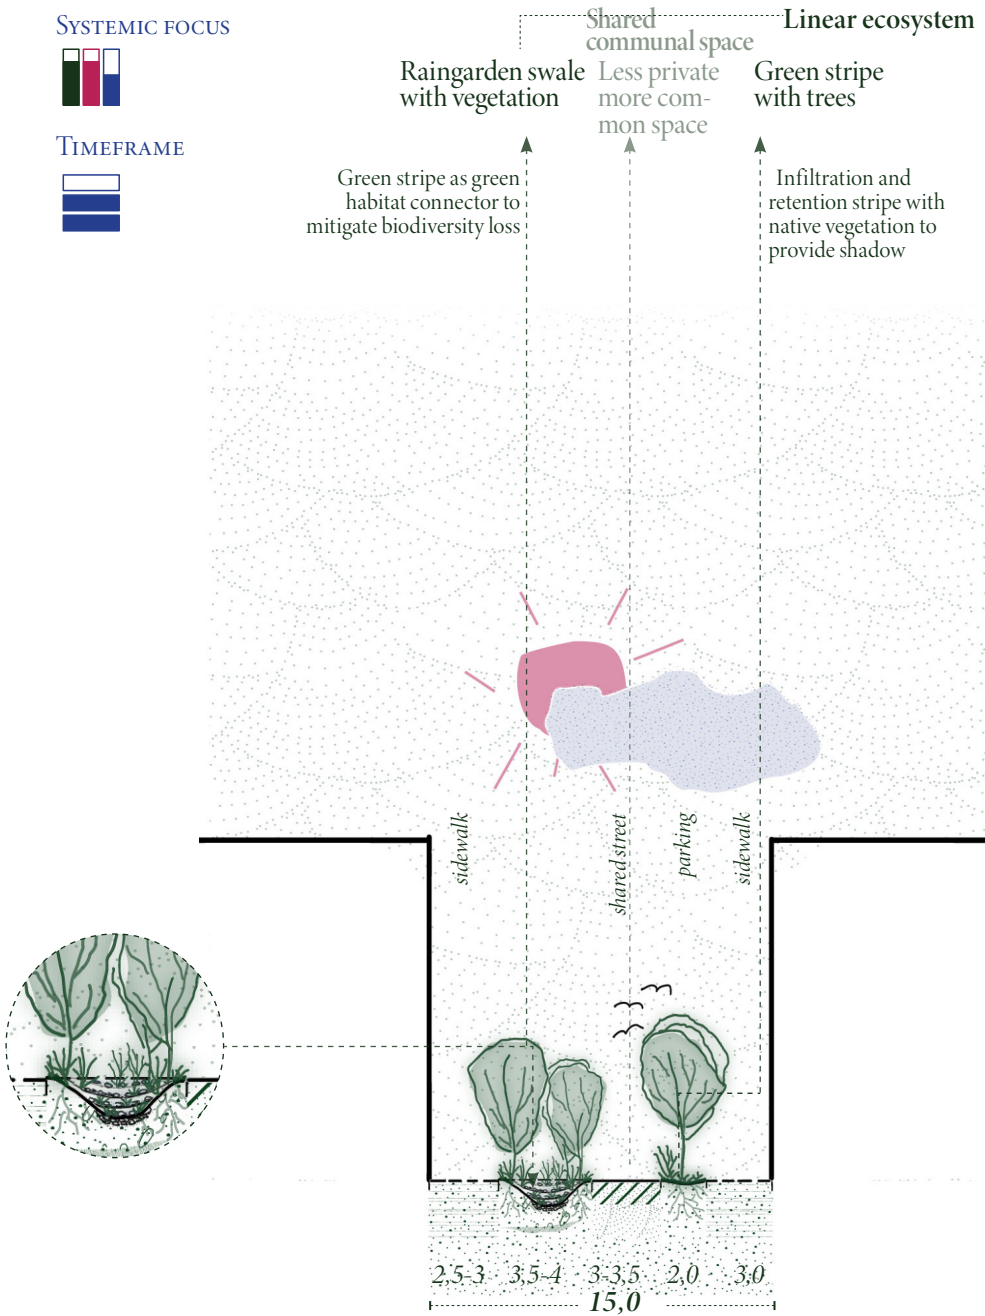 SYSTEMIC FOCUS
TIMEFRAME
Shared
communal space
Linear ecosystem
Raingarden swale
with vegetation
Less private
more com-
mon space
Green stripe
with trees
Green stripe as green
habitat connector to
mitigate biodiversity loss
Infiltration and
retention stripe with
native vegetation to
provide shadow
sidewalk
shared street
parking
sidewalk
2,5-3
3,5-4
3-3,5
2,0
3,0
15,0